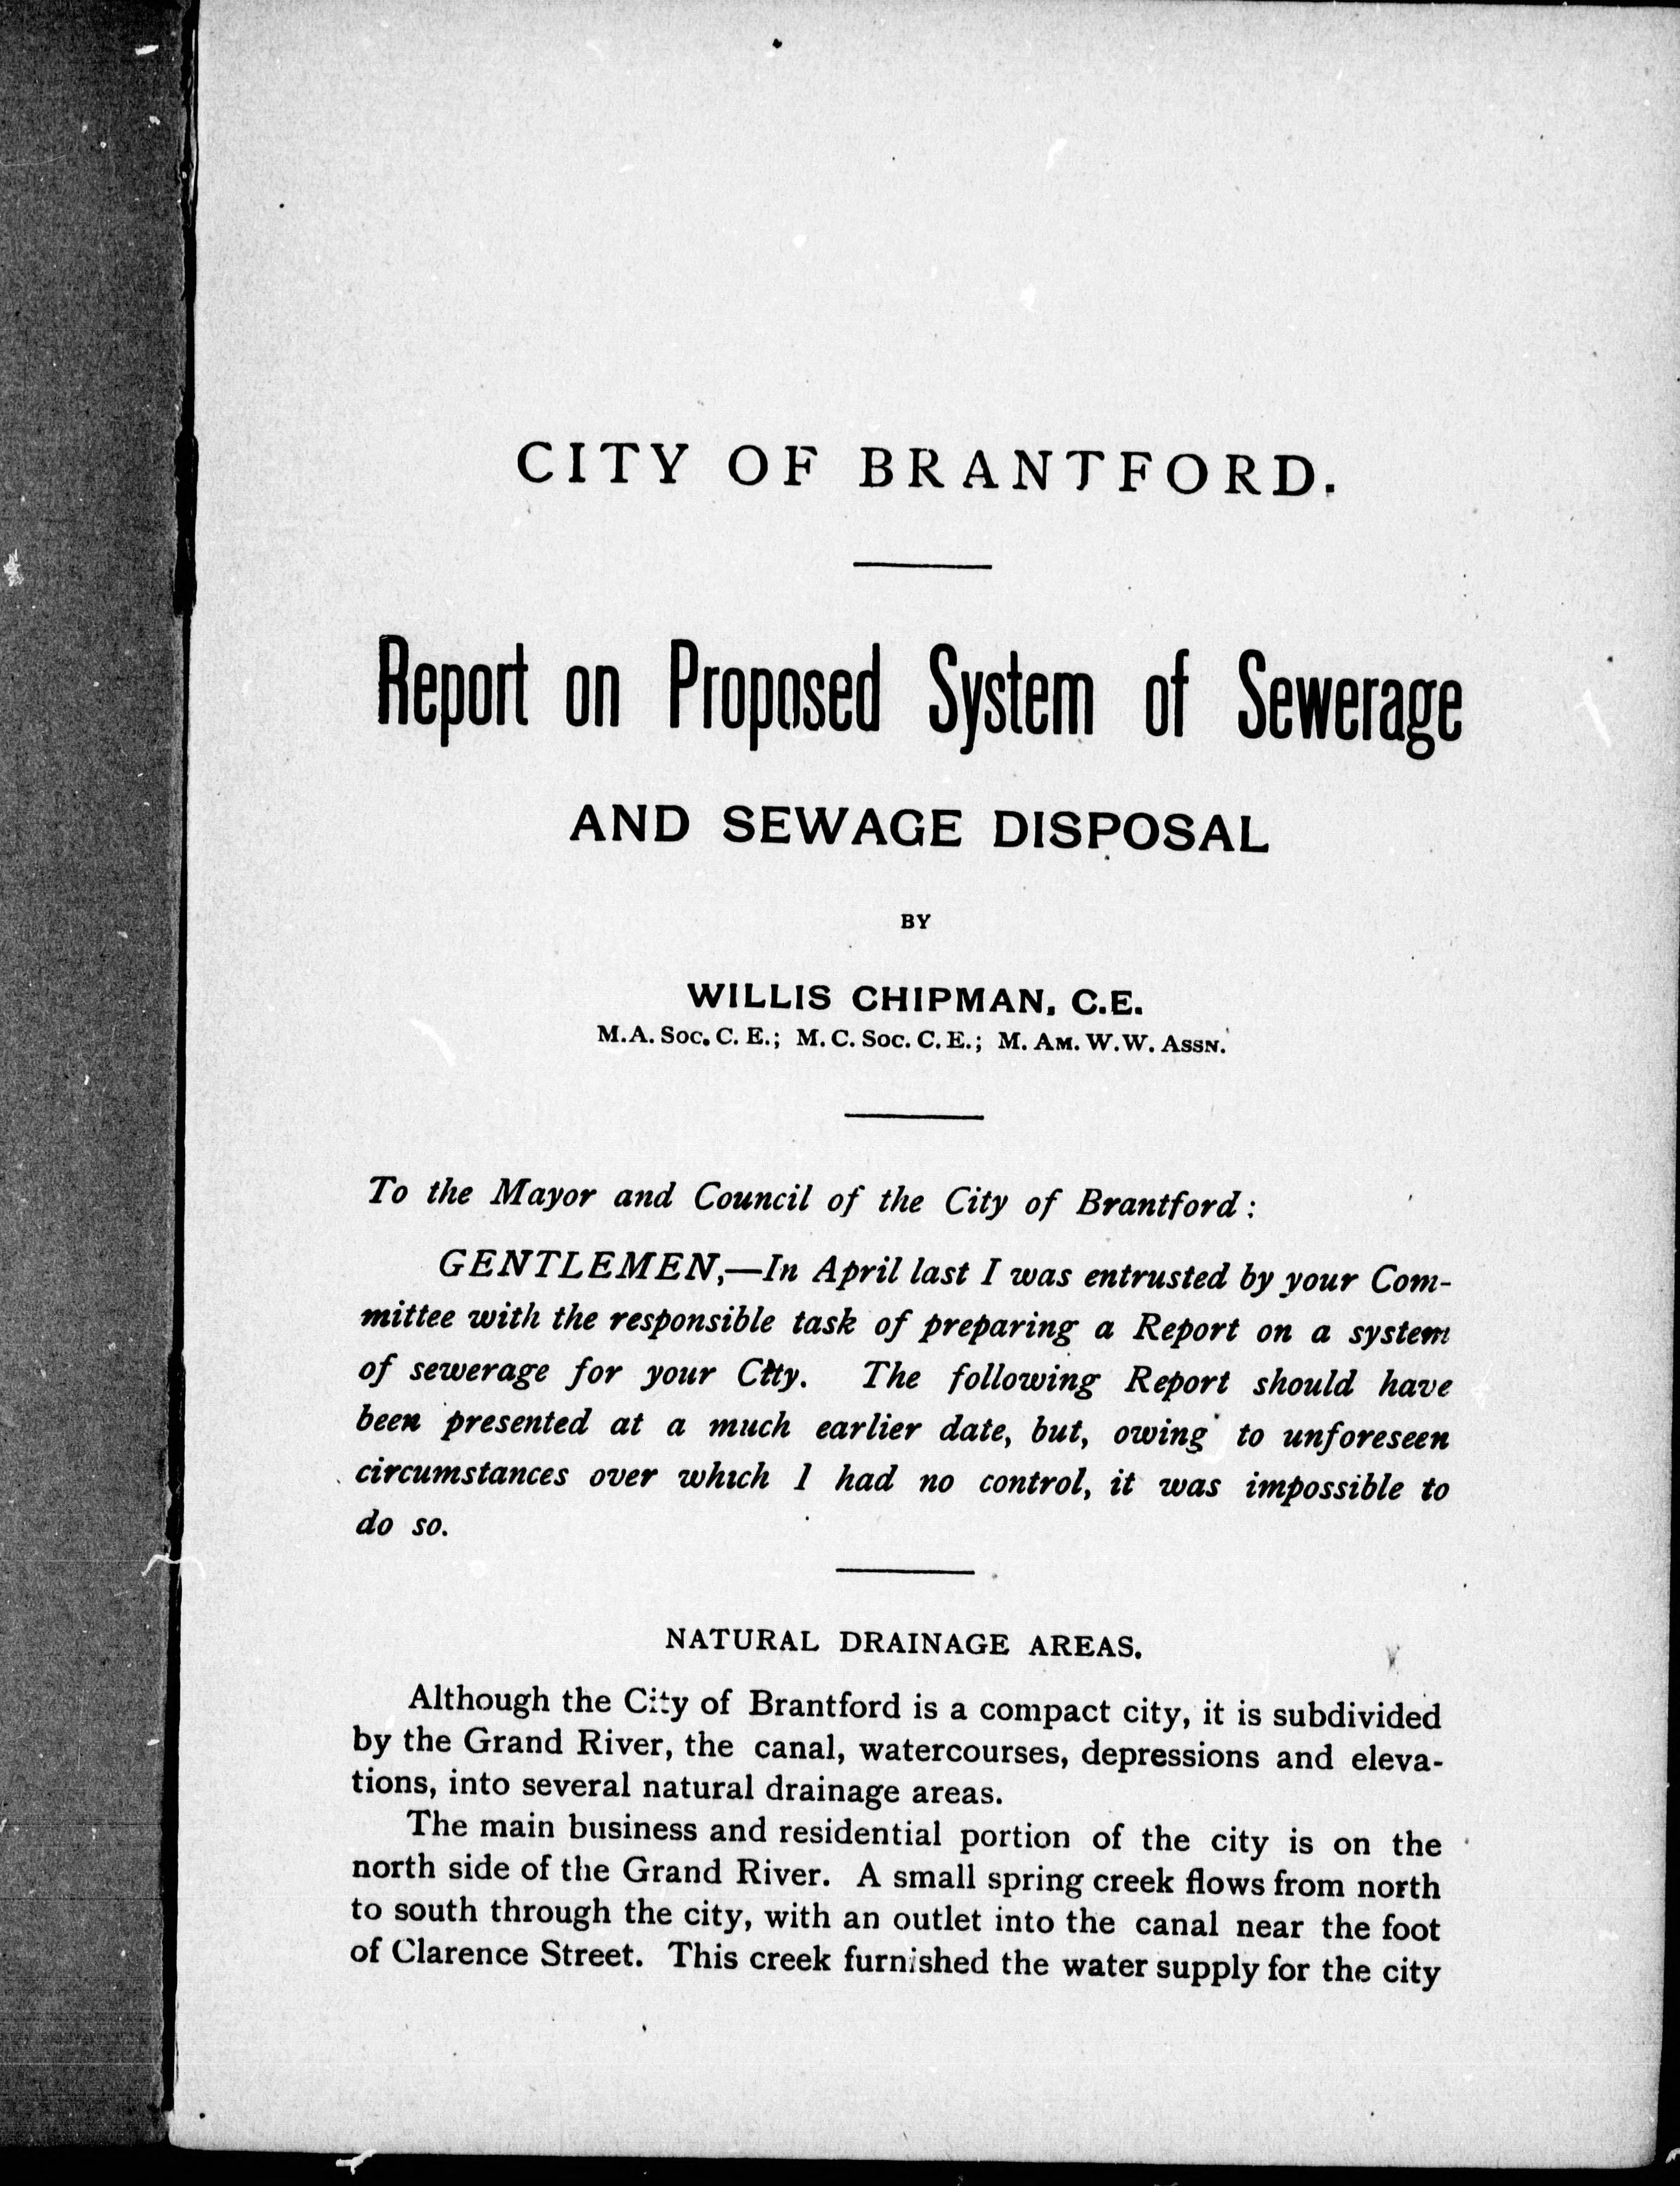 CITY OF BRANTFORD.
Report on Proposed System of Sewerage
AND SEWAGE DISPOSAL
BY
WILLIS CHIPMAN, C.E.
M.A. Soc. C. E.; M. C. Soc. C. E.; M. Am. W. W. Assn.
To the Mayor and Council of the City of Brantford:
GENTLEMEN,—In April last I was entrusted by your Com-
mittee with the responsible task of preparing a Report on a system
of sewerage for your City. The following Report should have
been presented at a much earlier date, but, owing to unforeseen
circumstances over which I had no control, it was impossible to
do so.
NATURAL DRAINAGE AREAS.
Although the City of Brantford is a compact city, it is subdivided
by the Grand River, the canal, watercourses, depressions and eleva-
tions, into several natural drainage areas.
The main business and residential portion of the city is on the
north side of the Grand River. A small spring creek flows from north
to south through the city, with an outlet into the canal near the foot
of Clarence Street. This creek furnished the water supply for the city